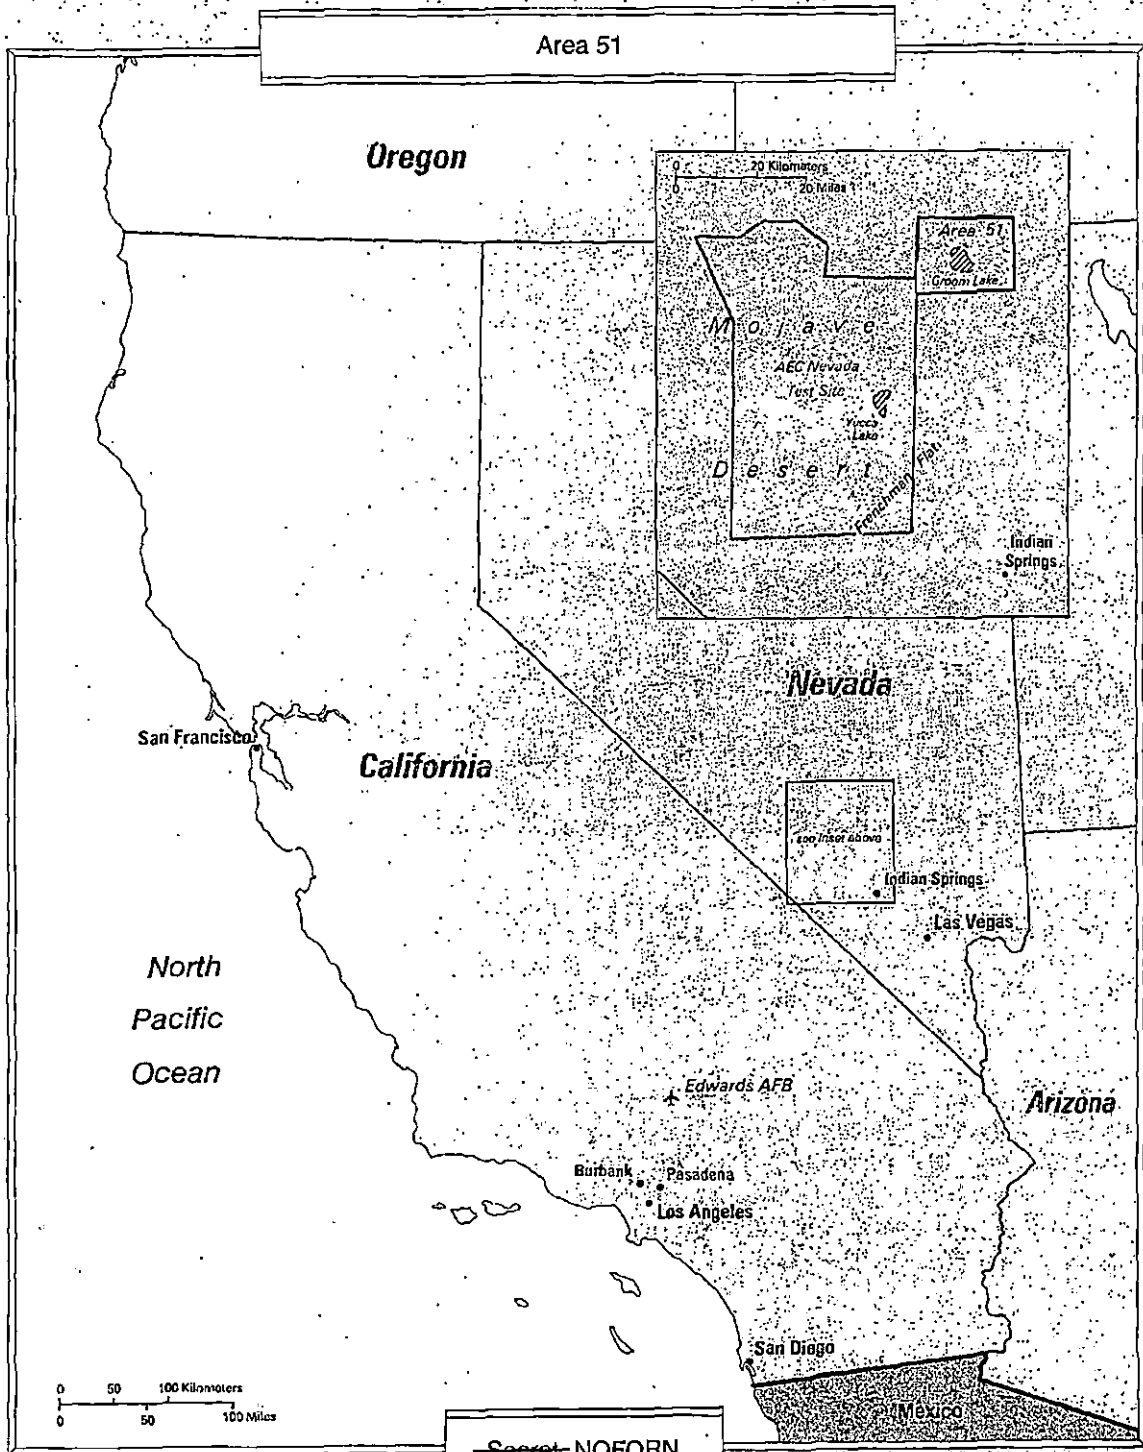 Area 51
Oregon
0 20 Kilometers
0 20 Miles
Area 51
Groom Lake
Mojave
AEC Nevada
Test Site
Yucca
Lake
Desert
Frenchman Flat
Indian
Springs
Nevada
San Francisco
California
see inset above
Indian Springs
Las Vegas
North
Pacific
Ocean
Edwards AFB
Arizona
Burbank
Pasadena
Los Angeles
San Diego
0 50 100 Kilometers
0 50 100 Miles
Mexico
Secret NOFORN